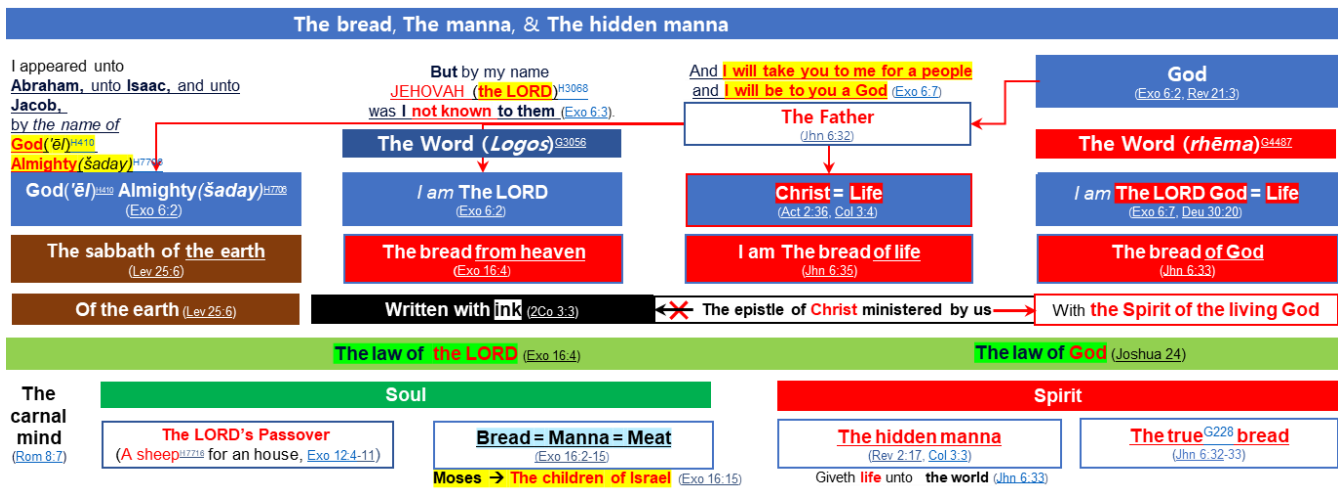 The bread, The manna, & The hidden manna
I appeared unto
Abraham, unto Isaac, and unto
Jacob,
by the name of
God('ēl)H410
Almighty(šaday)H7706
But by my name
JEHOVAH (the LORD)H3068
was I not known to them (Exo 6:3).
And I will take you to me for a people
and I will be to you a God (Exo 6:7)
God
(Exo 6:2, Rev 21:3)
The Father
(Jhn 6:32)
The Word (Logos)G3056
The Word (rhēma)G4487
God('ēl)H410 Almighty(šaday)H7706
(Exo 6:2)
I am The LORD
(Exo 6:2)
Christ = Life
(Act 2:36, Col 3:4)
I am The LORD God = Life
(Exo 6:7, Deu 30:20)
The sabbath of the earth
(Lev 25:6)
The bread from heaven
(Exo 16:4)
I am The bread of life
(Jhn 6:35)
The bread of God
(Jhn 6:33)
Of the earth (Lev 25:6)
Written with ink (2Co 3:3)
The epistle of Christ ministered by us
With the Spirit of the living God
The law of the LORD (Exo 16:4)
The law of God (Joshua 24)
The
carnal
mind
(Rom 8:7)
Soul
Spirit
The LORD's Passover
(A sheepH7716 for an house, Exo 12:4-11)
Bread = Manna = Meat
(Exo 16:2-15)
The hidden manna
(Rev 2:17, Col 3:3)
The trueG228 bread
(Jhn 6:32-33)
Moses → The children of Israel (Exo 16:15)
Giveth life unto the world (Jhn 6:33)